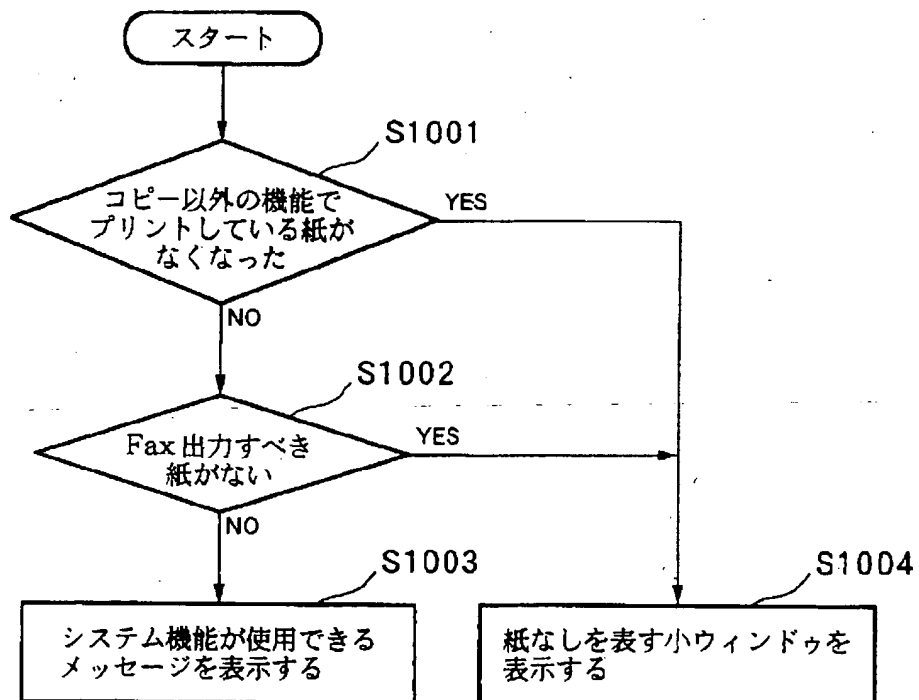 スタート
S1001
コピー以外の機能で
プリントしている紙が
なくなった
YES
NO
S1002
Fax 出力すべき
紙がない
YES
NO
S1003
システム機能が使用できる
メッセージを表示する
S1004
紙なしを表す小ウィンドゥを
表示する